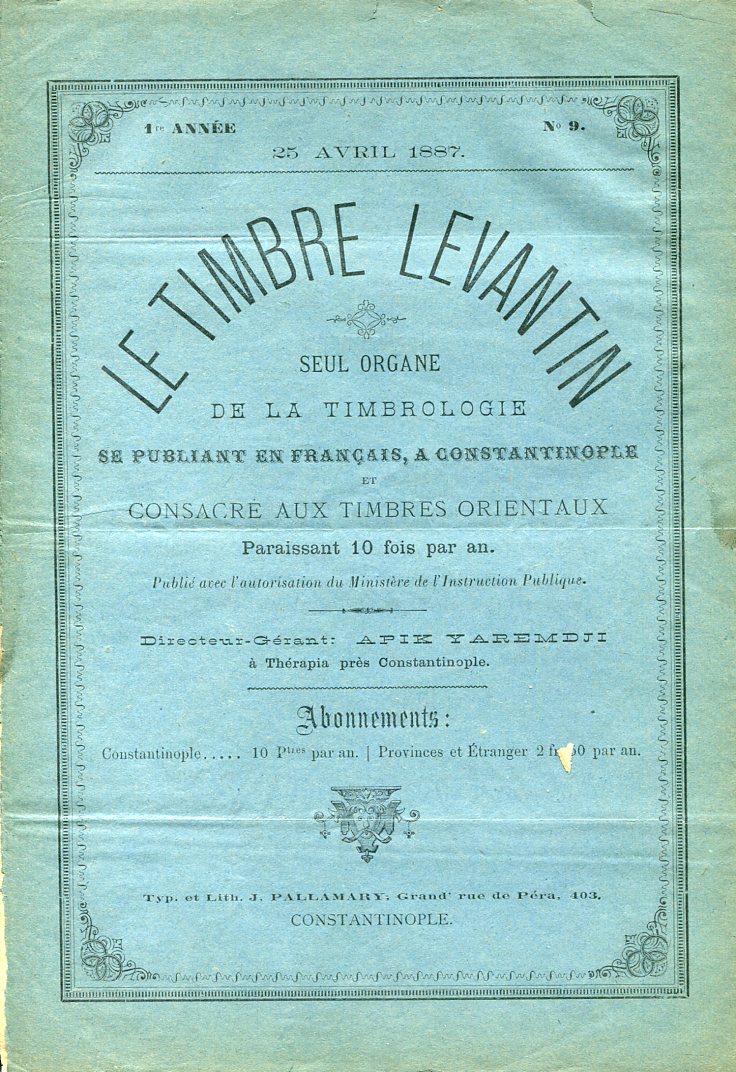 1re ANNÉE
No 9.
25 AVRIL 1887.
LE TIMBRE LEVANTIN
SEUL ORGANE
DE LA TIMBROLOGIE
SE PUBLIANT EN FRANÇAIS, A CONSTANTINOPLE
ET
CONSACRÉ AUX TIMBRES ORIENTAUX
Paraissant 10 fois par an.
Publié avec l'autorisation du Ministère de l'Instruction Publique.
Directeur-Gérant: APIK YAREMDJI
à Thérapia près Constantinople.
Abonnements:
Constantinople..... 10 Ptres par an. | Provinces et Étranger 2 par an.
Typ. et Lith. J. PALLAMARY; Grand' rue de Péra, 403.
CONSTANTINOPLE.